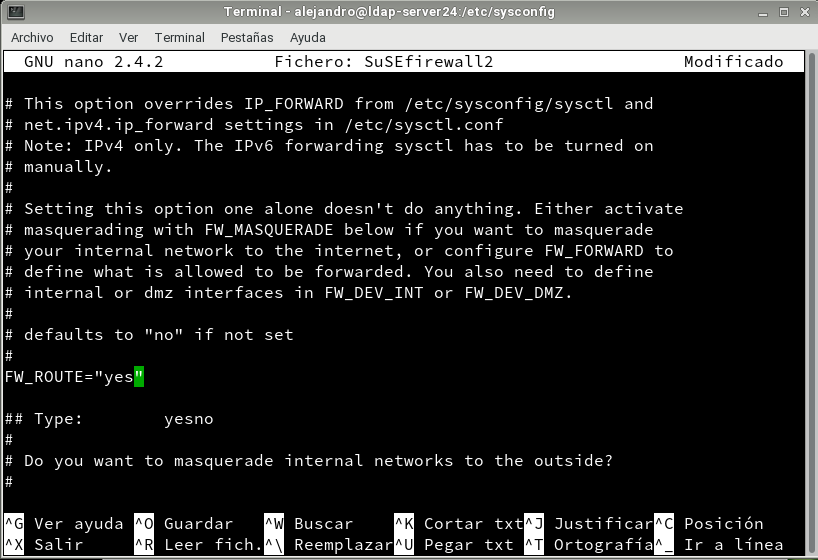 Terminal - alejandro@ldap-server24:/etc/sysconfig
Archivo Editar Ver Terminal Pestañas Ayuda
GNU nano 2.4.2 Fichero: SuSEfirewall2 Modificado
# This option overrides IP_FORWARD from /etc/sysconfig/sysctl and
# net.ipv4.ip_forward settings in /etc/sysctl.conf
# Note: IPv4 only. The IPv6 forwarding sysctl has to be turned on
# manually.
#
# Setting this option one alone doesn't do anything. Either activate
# masquerading with FW_MASQUERADE below if you want to masquerade
# your internal network to the internet, or configure FW_FORWARD to
# define what is allowed to be forwarded. You also need to define
# internal or dmz interfaces in FW_DEV_INT or FW_DEV_DMZ.
#
# defaults to "no" if not set
#
FW_ROUTE="yes"
## Type: yesno
#
# Do you want to masquerade internal networks to the outside?
#
^G Ver ayuda ^O Guardar ^W Buscar ^K Cortar txt ^J Justificar ^C Posición
^X Salir ^R Leer fich. ^\ Reemplazar ^U Pegar txt ^T Ortografía ^_ Ir a línea